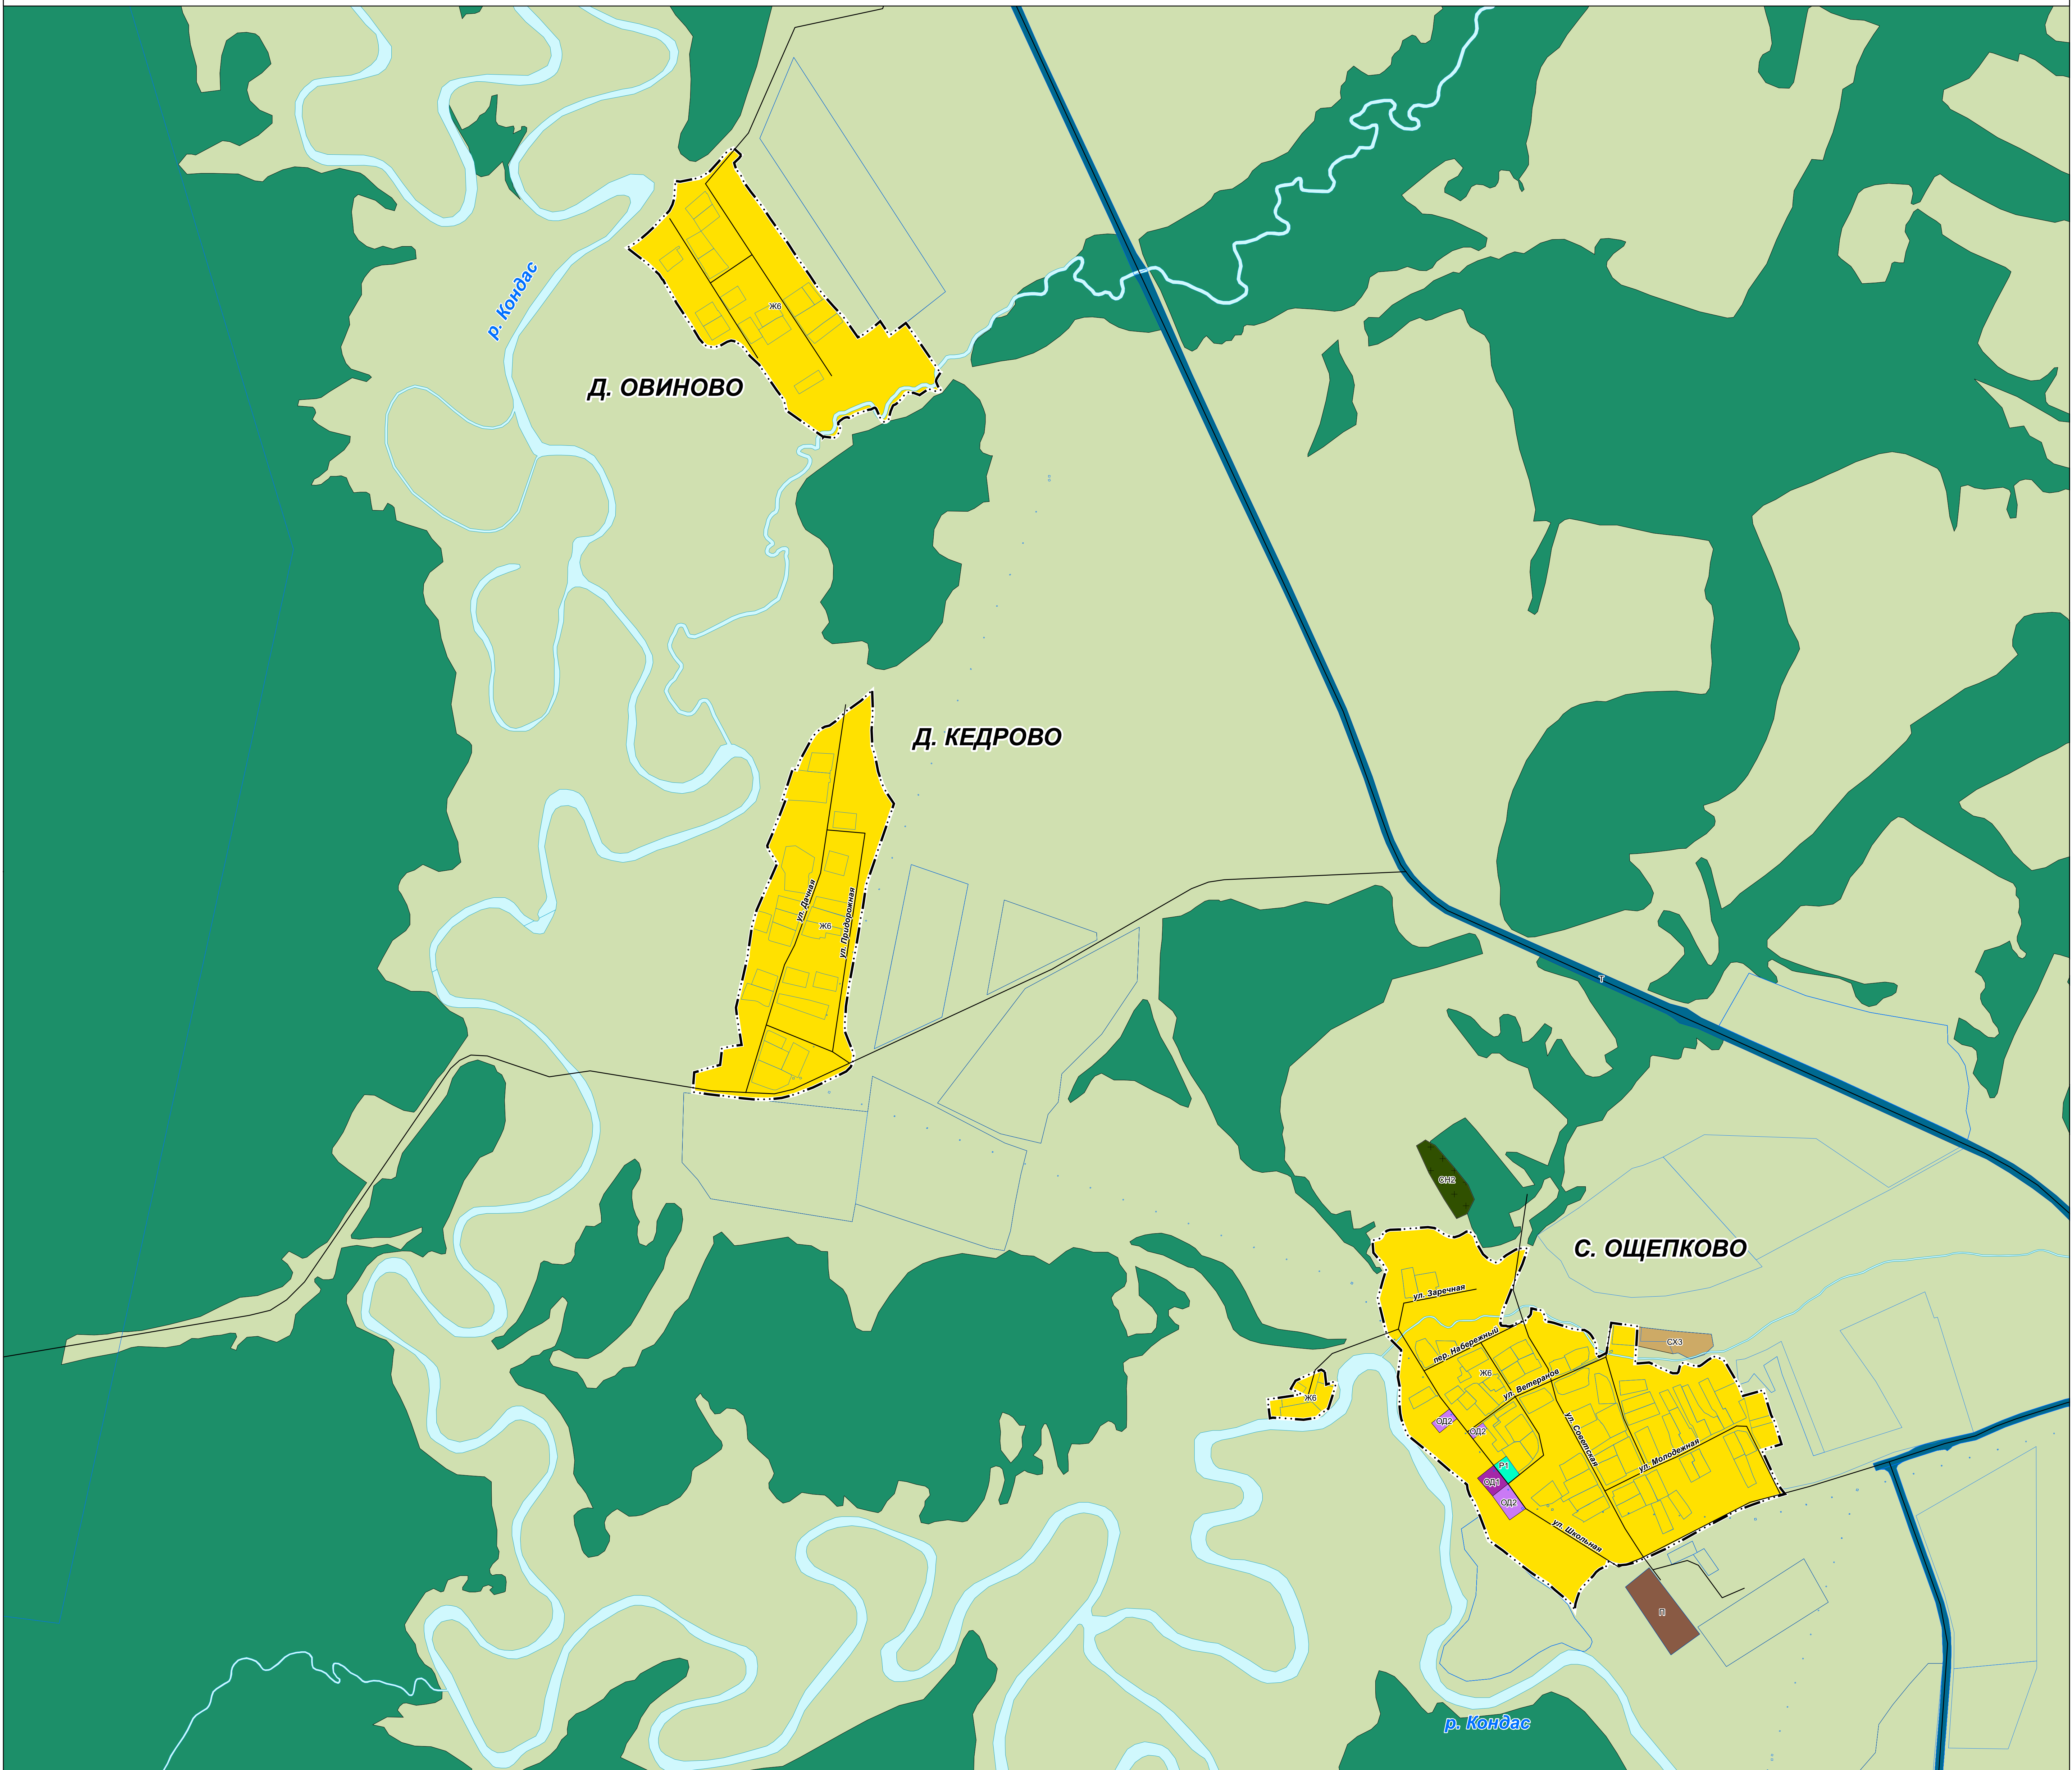 р. Кондас
Ж6
Д. ОВИНОВО
Д. КЕДРОВО
ул. Дачная
ул. Придорожная
Ж6
Т
СН2
С. ОЩЕПКОВО
ул. Заречная
пер. Набережный
СХ3
Ж6
Ж6
ул. Ветеранов
ОД2
ОД2
ул. Советская
ул. Молодежная
Р1
ОД1
ОД2
ул. Школьная
П
р. Кондас